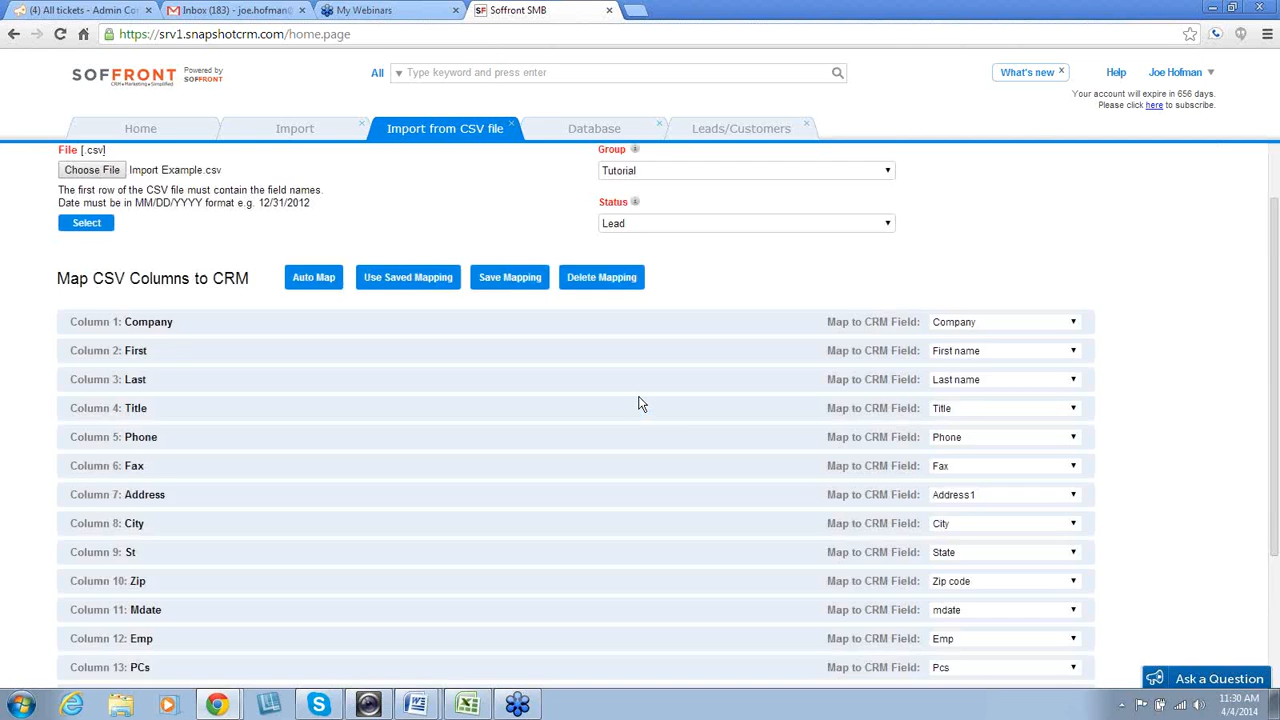 (4) All tickets - Admin Co
Inbox (183) - joe.hofman@
My Webinars
Soffront SMB
https://srv1.snapshotcrm.com/home.page
SOFFRONT
CRM • Marketing • Simplified
Powered by
SOFFRONT
All
Type keyword and press enter
What's new x
Help
Joe Hofman
Your account will expire in 656 days.
Please click here to subscribe.
Home
Import
Import from CSV file
Database
Leads/Customers
File [.csv]
Choose File Import Example.csv
The first row of the CSV file must contain the field names.
Date must be in MM/DD/YYYY format e.g. 12/31/2012
Select
Group
Tutorial
Status
Lead
Map CSV Columns to CRM
Auto Map
Use Saved Mapping
Save Mapping
Delete Mapping
Column 1: Company Map to CRM Field: Company
Column 2: First Map to CRM Field: First name
Column 3: Last Map to CRM Field: Last name
Column 4: Title Map to CRM Field: Title
Column 5: Phone Map to CRM Field: Phone
Column 6: Fax Map to CRM Field: Fax
Column 7: Address Map to CRM Field: Address1
Column 8: City Map to CRM Field: City
Column 9: St Map to CRM Field: State
Column 10: Zip Map to CRM Field: Zip code
Column 11: Mdate Map to CRM Field: mdate
Column 12: Emp Map to CRM Field: Emp
Column 13: PCs Map to CRM Field: Pcs
Ask a Question
11:30 AM
4/4/2014